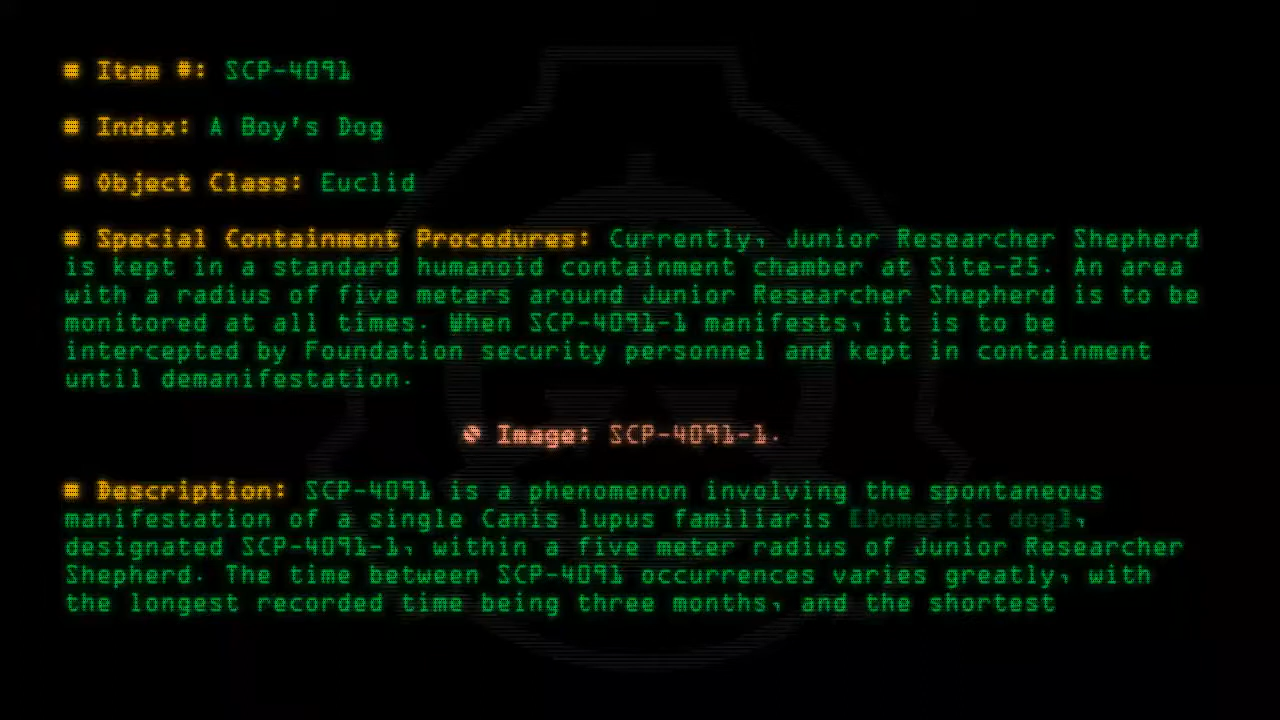 ■ Item #: SCP-4091
■ Index: A Boy's Dog
■ Object Class: Euclid
■ Special Containment Procedures: Currently, Junior Researcher Shepherd
is kept in a standard humanoid containment chamber at Site-25. An area
with a radius of five meters around Junior Researcher Shepherd is to be
monitored at all times. When SCP-4091-1 manifests, it is to be
intercepted by Foundation security personnel and kept in containment
until demanifestation.
● Image: SCP-4091-1.
■ Description: SCP-4091 is a phenomenon involving the spontaneous
manifestation of a single Canis lupus familiaris [Domestic dog],
designated SCP-4091-1, within a five meter radius of Junior Researcher
Shepherd. The time between SCP-4091 occurrences varies greatly, with
the longest recorded time being three months, and the shortest